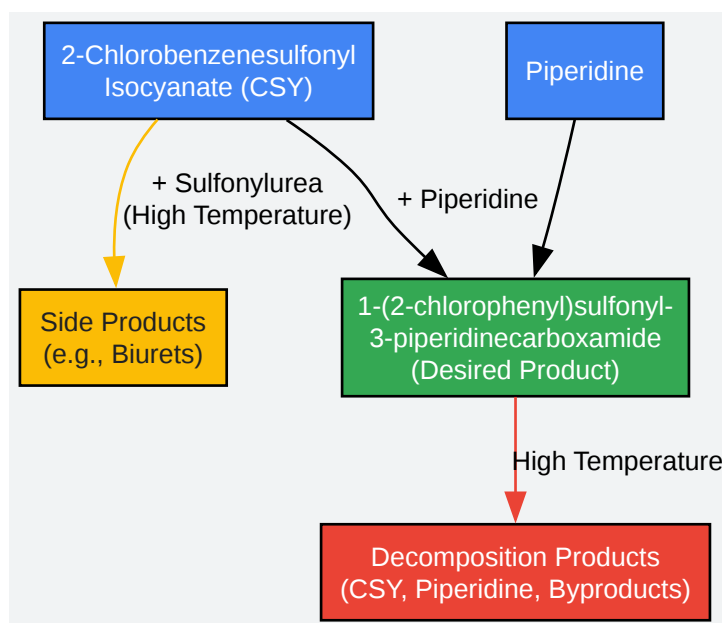 2-Chlorobenzenesulfonyl
Isocyanate (CSY)
Piperidine
+ Sulfonylurea
(High Temperature)
+ Piperidine
Side Products
(e.g., Biurets)
1-(2-chlorophenyl)sulfonyl-
3-piperidinecarboxamide
(Desired Product)
High Temperature
Decomposition Products
(CSY, Piperidine, Byproducts)